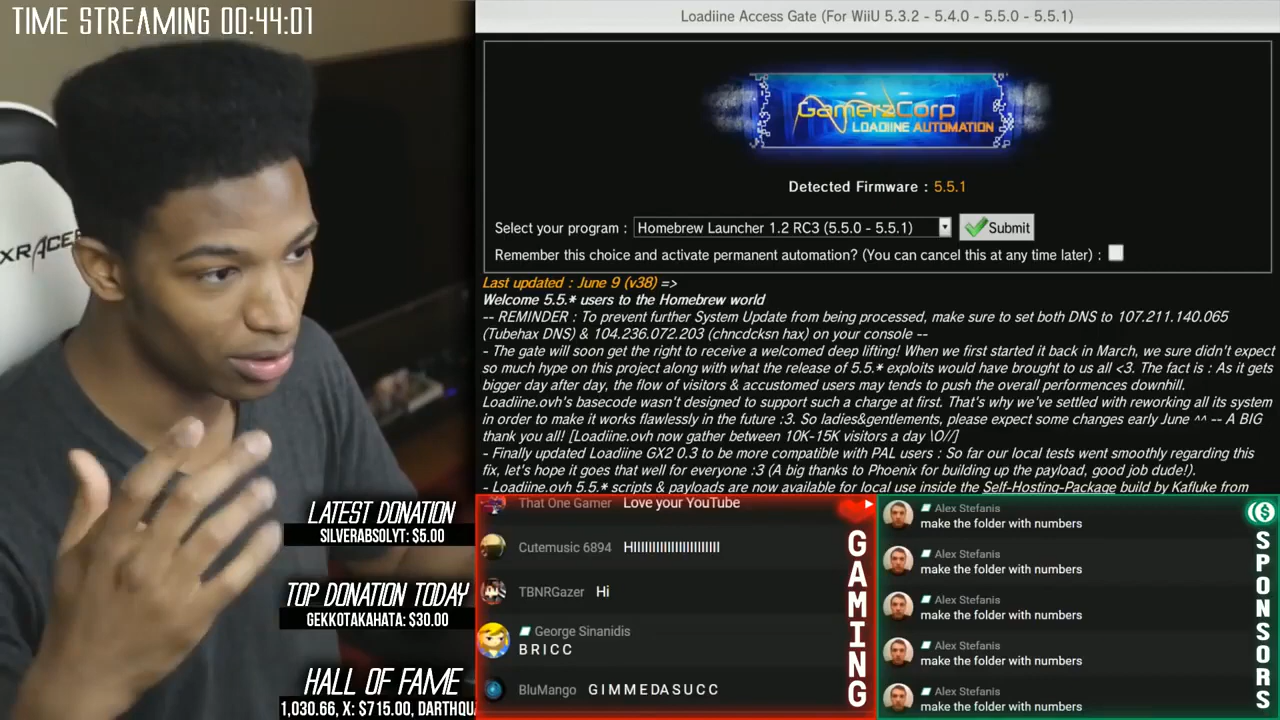 TIME STREAMING 00:44:01
XRACER
LATEST DONATION
SILVERABSOLYT: $5.00
TOP DONATION TODAY
GEKKOTAKAHATA: $30.00
HALL OF FAME
1,030.66, X: $715.00, DARTHQU
Loadiine Access Gate (For WiiU 5.3.2 - 5.4.0 - 5.5.0 - 5.5.1)
GamerzCorp
LOADIINE AUTOMATION
Detected Firmware : 5.5.1
Select your program : Homebrew Launcher 1.2 RC3 (5.5.0 - 5.5.1) Submit
Remember this choice and activate permanent automation? (You can cancel this at any time later) :
Last updated : June 9 (v38) =>
Welcome 5.5.* users to the Homebrew world
-- REMINDER : To prevent further System Update from being processed, make sure to set both DNS to 107.211.140.065
(Tubehax DNS) & 104.236.072.203 (chncdcksn hax) on your console --
- The gate will soon get the right to receive a welcomed deep lifting! When we first started it back in March, we sure didn't expect
so much hype on this project along with what the release of 5.5.* exploits would have brought to us all <3. The fact is : As it gets
bigger day after day, the flow of visitors & accustomed users may tends to push the overall performences downhill.
Loadiine.ovh's basecode wasn't designed to support such a charge at first. That's why we've settled with reworking all its system
in order to make it works flawlessly in the future :3. So ladies&gentlements, please expect some changes early June ^^ -- A BIG
thank you all! [Loadiine.ovh now gather between 10K-15K visitors a day \O//]
- Finally updated Loadiine GX2 0.3 to be more compatible with PAL users : So far our local tests went smoothly regarding this
fix, let's hope it goes that well for everyone :3 (A big thanks to Phoenix for building up the payload, good job dude!).
- Loadiine.ovh 5.5.* scripts & payloads are now available for local use inside the Self-Hosting-Package build by Kafluke from
That One Gamer Love your YouTube
Cutemusic 6894 HIIIIIIIIIIIIIIIIIIIIII
TBNRGazer Hi
George Sinanidis
B R I C C
BluMango G I M M E D A S U C C
GAMING
Alex Stefanis
make the folder with numbers
Alex Stefanis
make the folder with numbers
Alex Stefanis
make the folder with numbers
Alex Stefanis
make the folder with numbers
Alex Stefanis
make the folder with numbers
SPONSORS